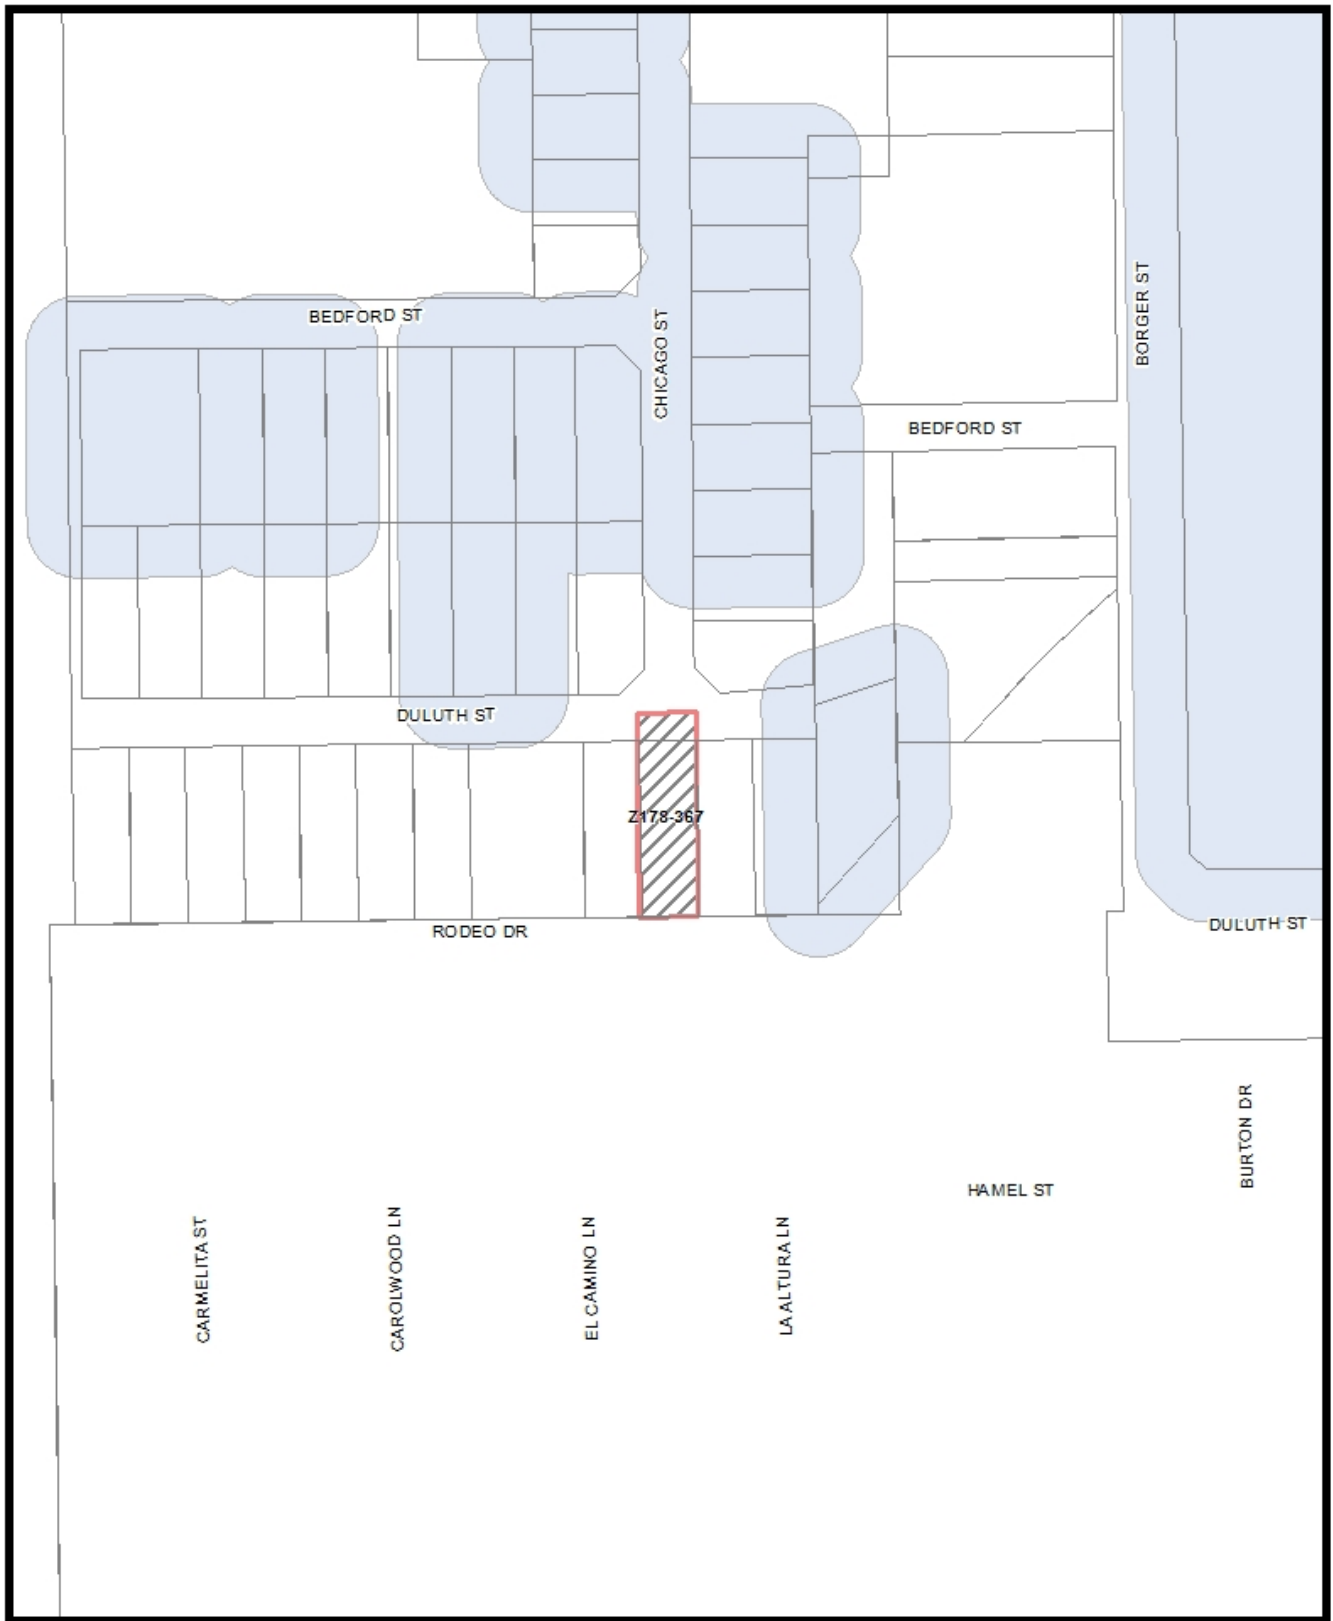 BORGER ST
BEDFORD ST
CHICAGO ST
BEDFORD ST
DULUTH ST
Z178-367
DULUTH ST
RODEO DR
BURTON DR
HAMEL ST
CARMELITA ST
CAROLWOOD LN
EL CAMINO LN
LA ALTURA LN